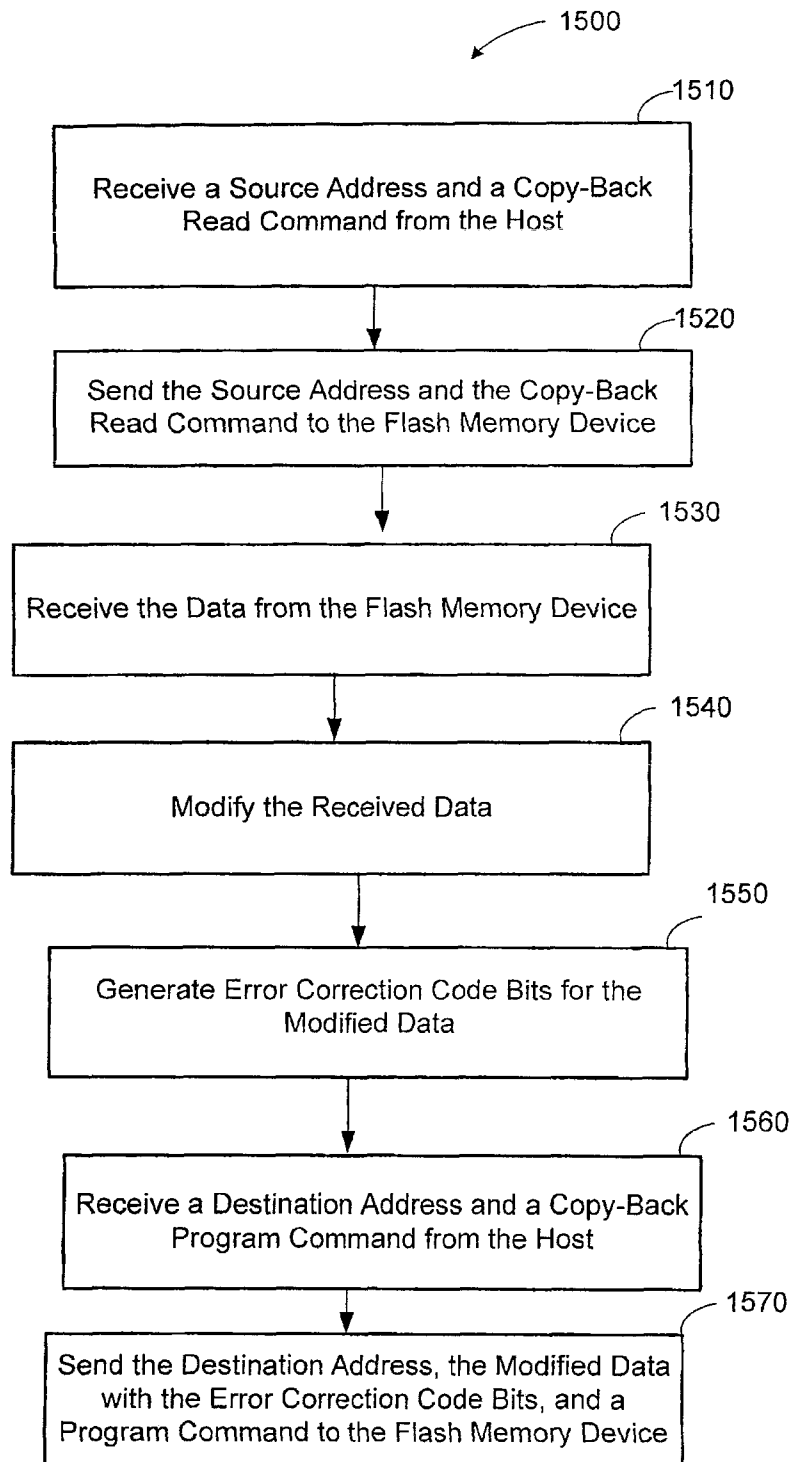 1500
1510
Receive a Source Address and a Copy-Back
Read Command from the Host
1520
Send the Source Address and the Copy-Back
Read Command to the Flash Memory Device
1530
Receive the Data from the Flash Memory Device
1540
Modify the Received Data
1550
Generate Error Correction Code Bits for the
Modified Data
1560
Receive a Destination Address and a Copy-Back
Program Command from the Host
1570
Send the Destination Address, the Modified Data
with the Error Correction Code Bits, and a
Program Command to the Flash Memory Device